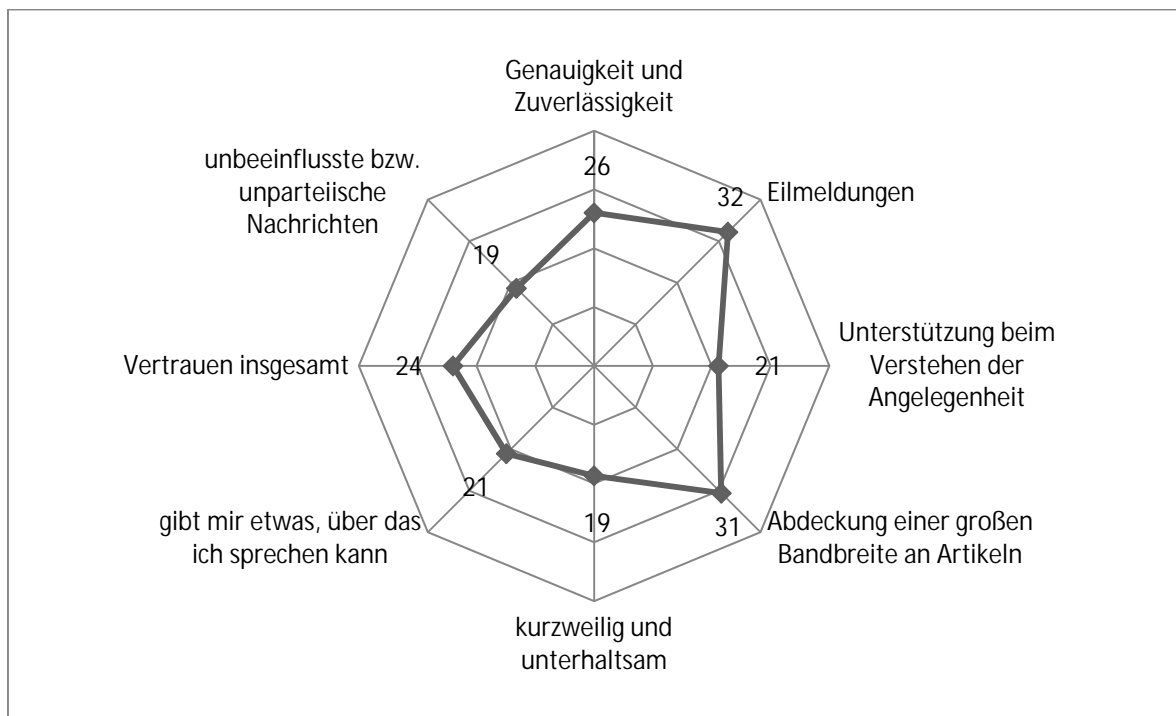 Genauigkeit und
Zuverlässigkeit
26
Eilmeldungen
32
Unterstützung beim
Verstehen der
Angelegenheit
21
Abdeckung einer großen
Bandbreite an Artikeln
31
kurzweilig und
unterhaltsam
19
gibt mir etwas, über das
ich sprechen kann
21
Vertrauen insgesamt
24
unbeeinflusste bzw.
unparteiische
Nachrichten
19